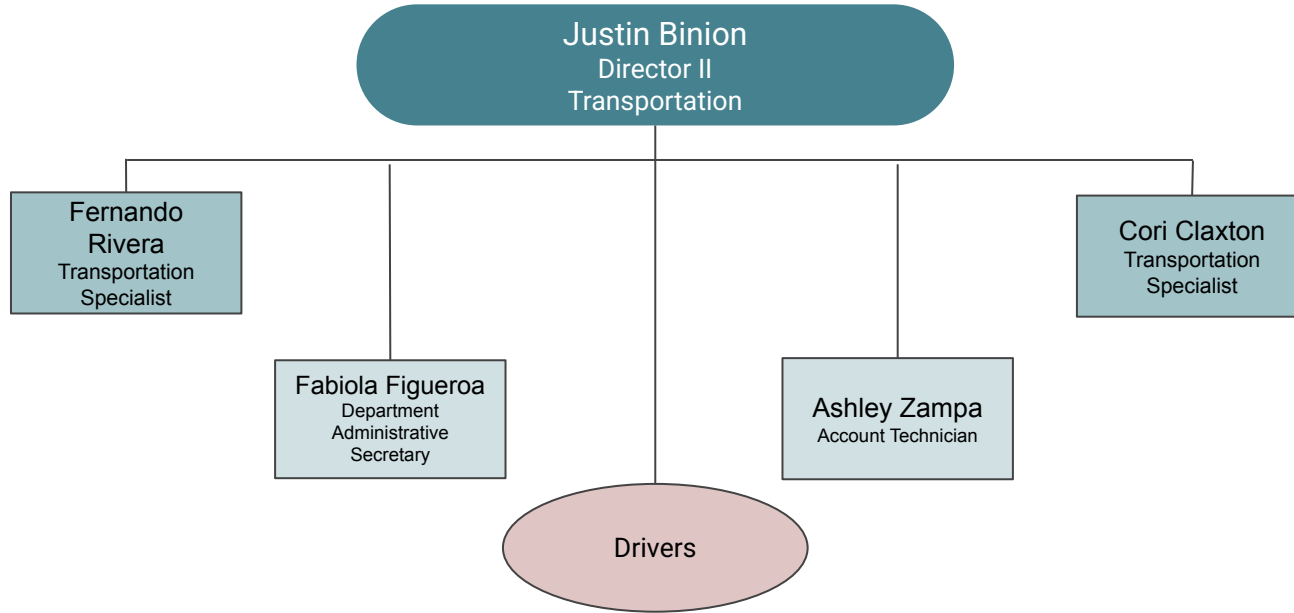 Justin Binion
Director II
Transportation
Fernando
Rivera
Transportation
Specialist
Cori Claxton
Transportation
Specialist
Fabiola Figueroa
Department
Administrative
Secretary
Ashley Zampa
Account Technician
Drivers